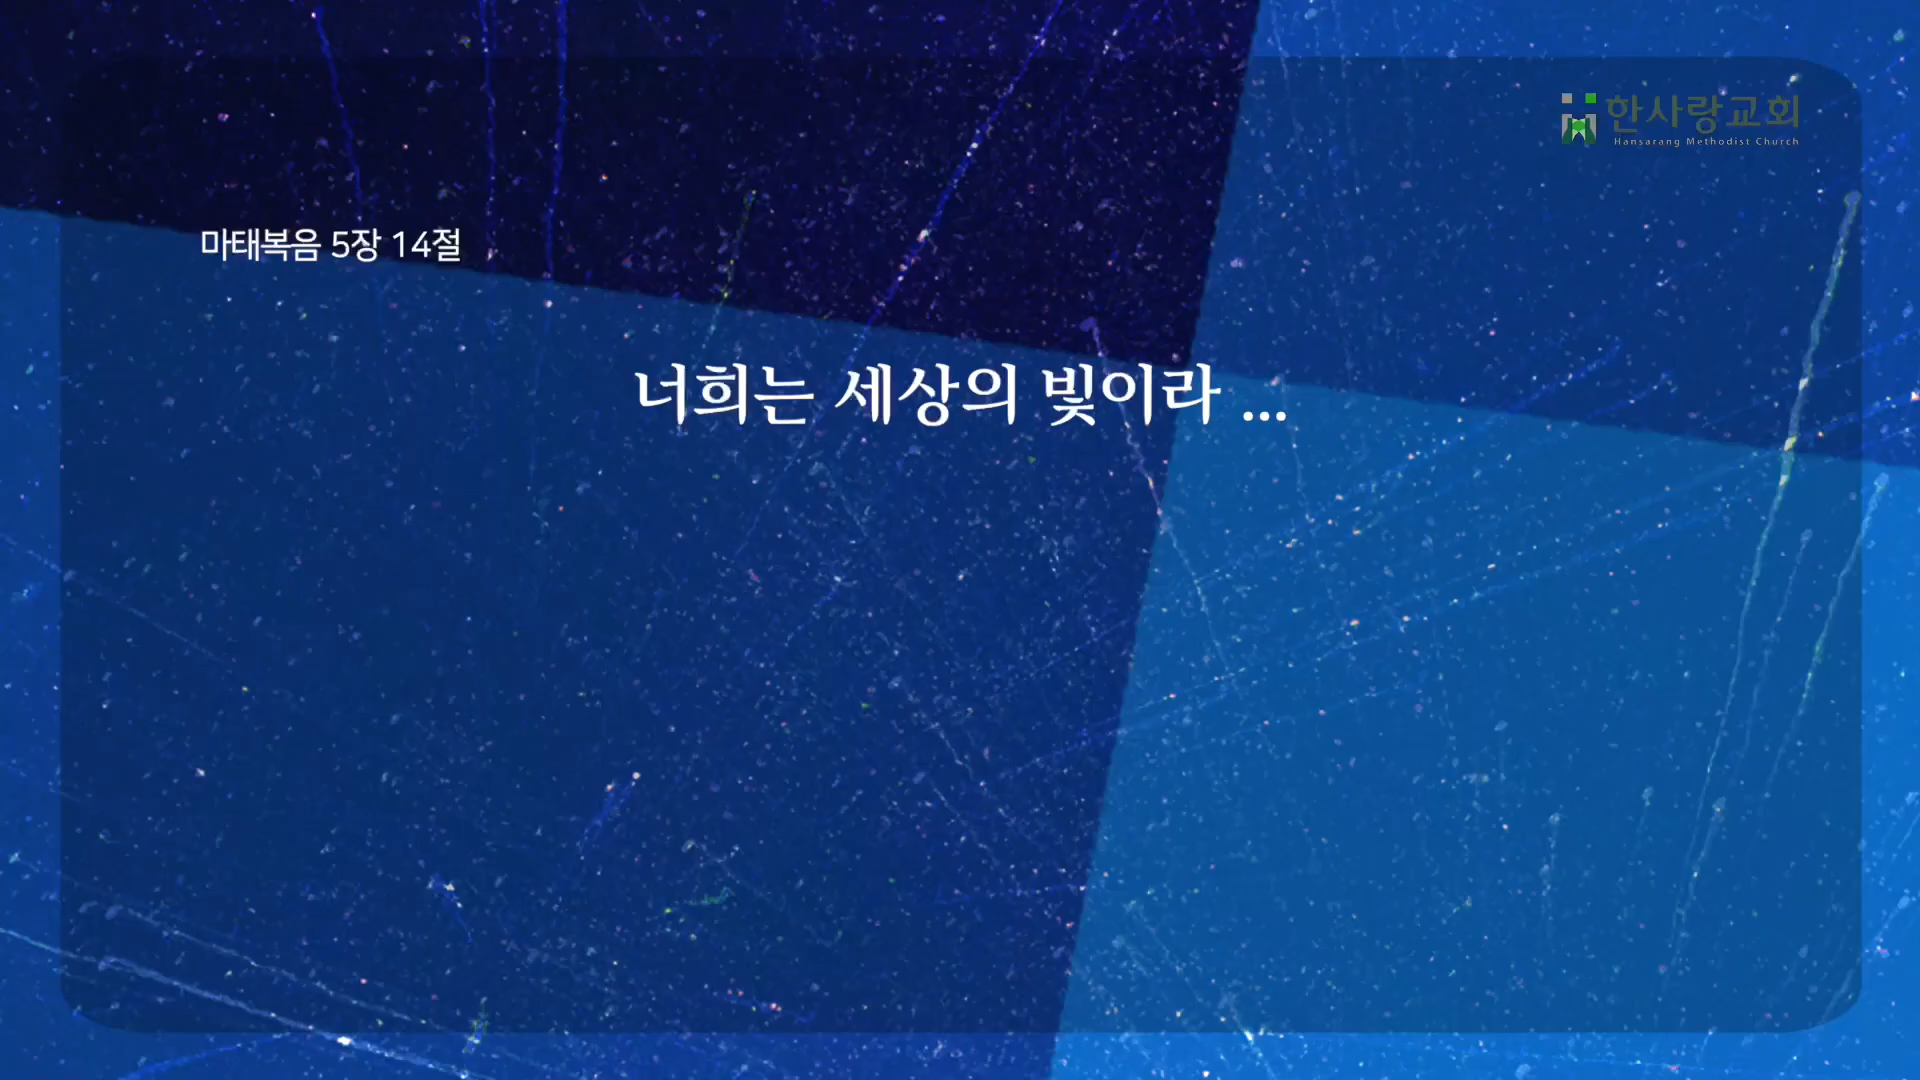 한사랑교회
Hansarang Methodist Church
마태복음 5장 14절
너희는 세상의 빛이라 ...